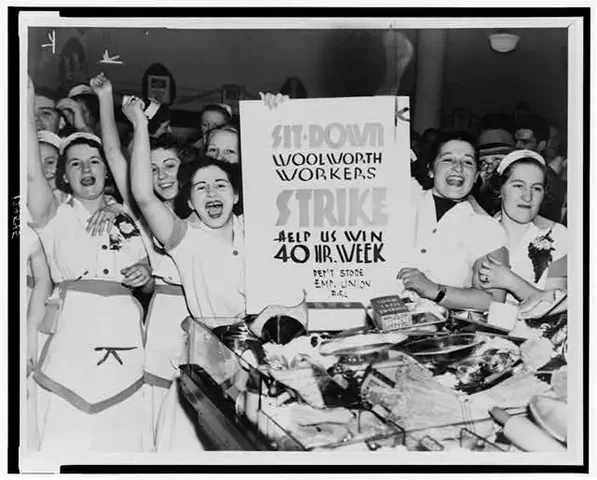 SIT-DOWN
WOOLWORTH
WORKERS
STRIKE
HELP US WIN
40 HR. WEEK
DEP'T STORE
EMP. UNION